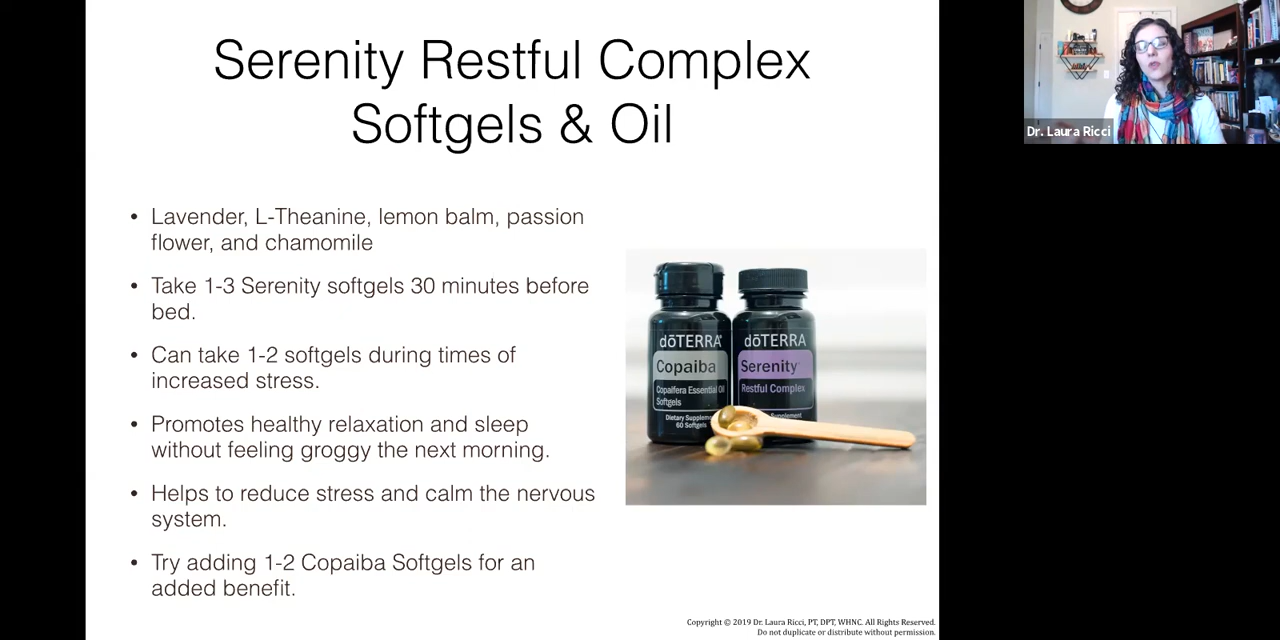 Serenity Restful Complex
Softgels & Oil
• Lavender, L-Theanine, lemon balm, passion
flower, and chamomile
• Take 1-3 Serenity softgels 30 minutes before
bed.
• Can take 1-2 softgels during times of
increased stress.
• Promotes healthy relaxation and sleep
without feeling groggy the next morning.
• Helps to reduce stress and calm the nervous
system.
• Try adding 1-2 Copaiba Softgels for an
added benefit.
dōTERRA®
Copaiba
Copaifera Essential Oil
Softgels
Dietary Supplem
60 Softgels
dōTERRA
Serenity
Restful Complex
Supplement
Copyright © 2019 Dr. Laura Ricci, PT, DPT, WHNC. All Rights Reserved.
Do not duplicate or distribute without permission.
Dr. Laura Ricci